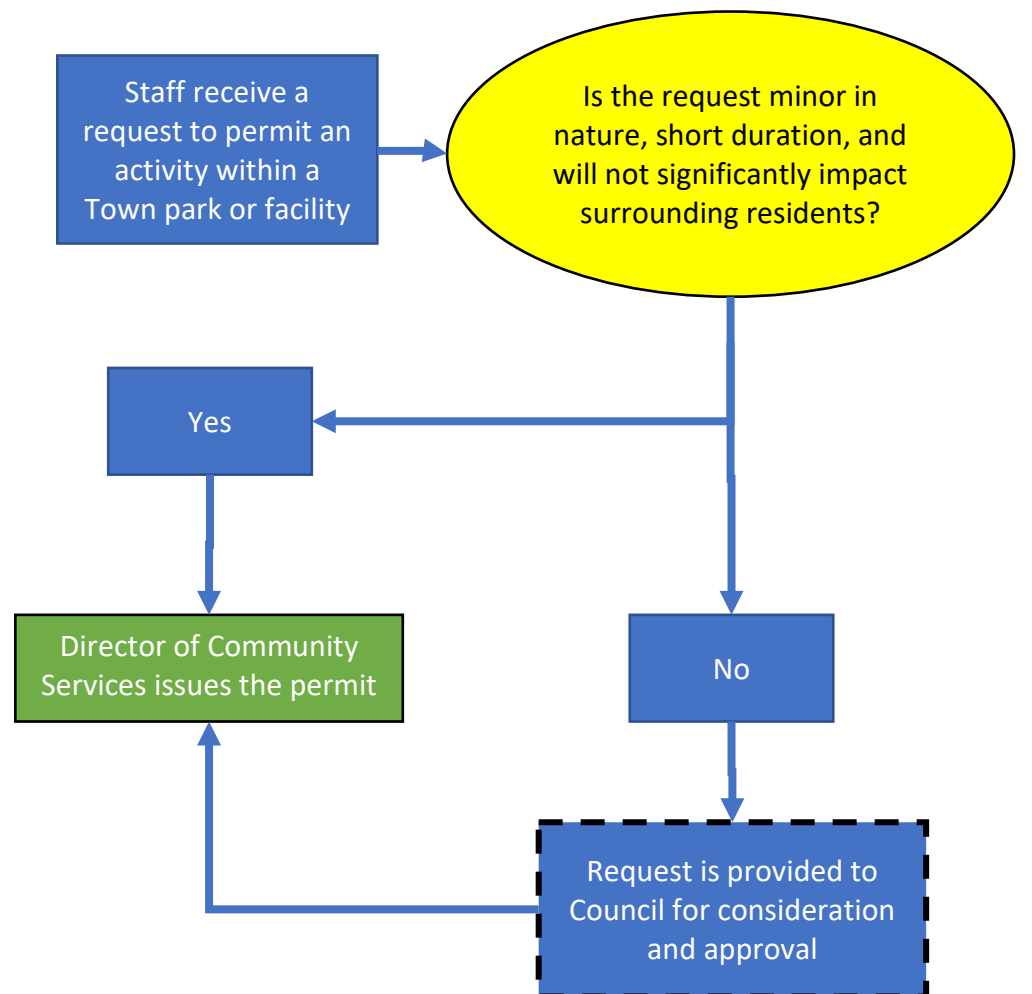 Staff receive a
request to permit an
activity within a
Town park or facility
Is the request minor in
nature, short duration, and
will not significantly impact
surrounding residents?
Yes
Director of Community
Services issues the permit
No
Request is provided to
Council for consideration
and approval